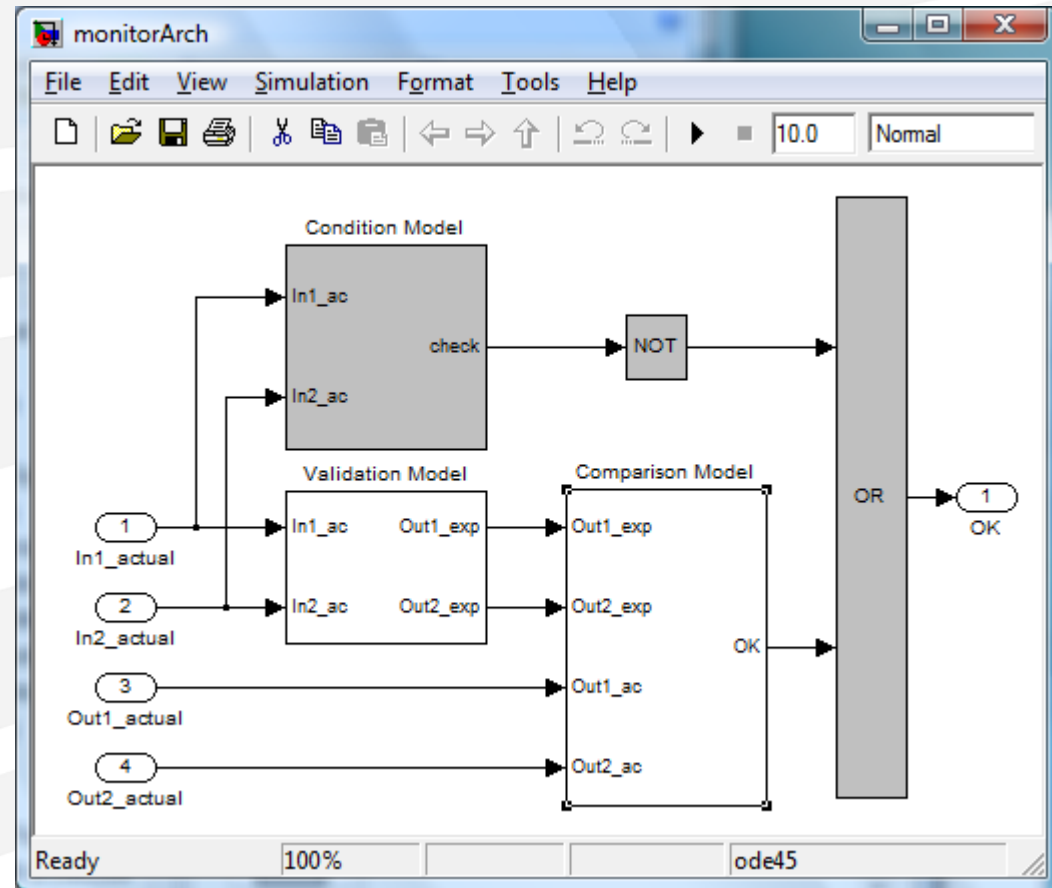 monitorArch
File Edit View Simulation Format Tools Help
10.0 Normal
Condition Model
In1_ac
check
In2_ac
NOT
Validation Model
In1_ac Out1_exp
In2_ac Out2_exp
Comparison Model
Out1_exp
Out2_exp
OK
Out1_ac
Out2_ac
OR
1
OK
1
In1_actual
2
In2_actual
3
Out1_actual
4
Out2_actual
Ready 100% ode45